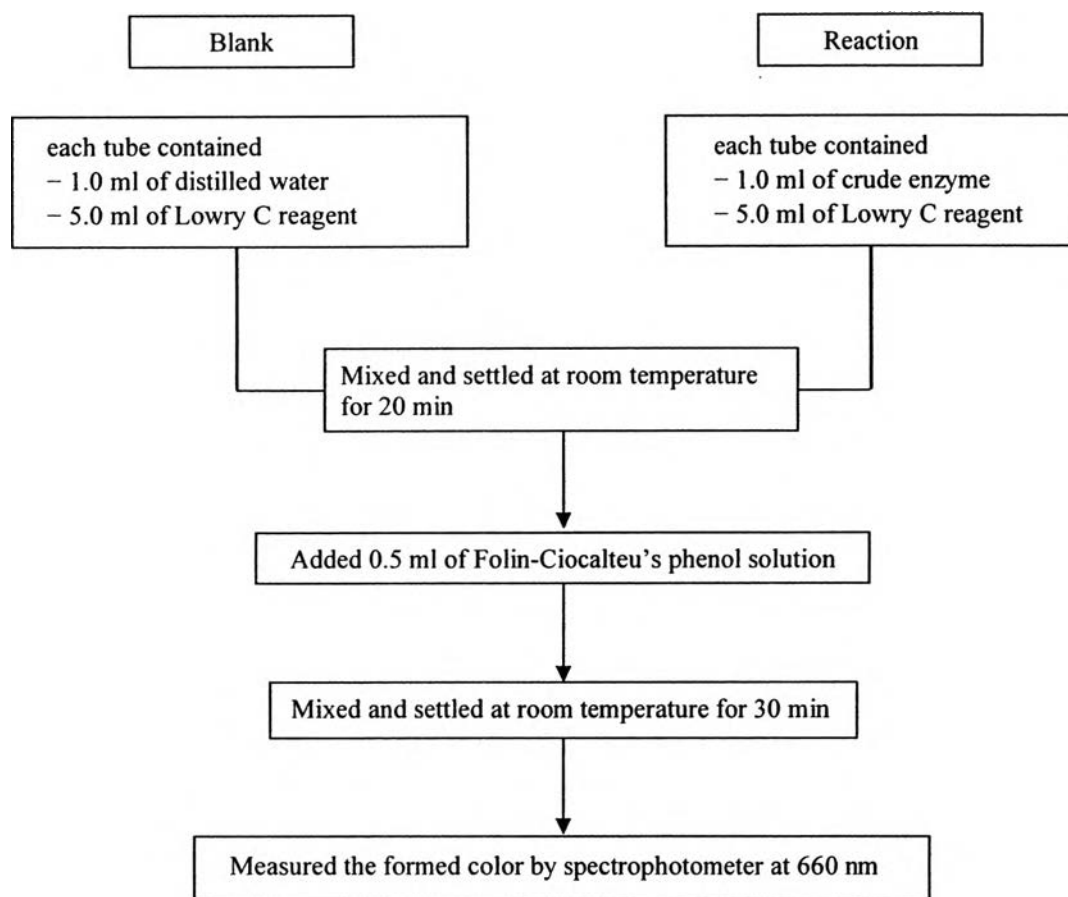 Blank
Reaction
each tube contained
− 1.0 ml of distilled water
− 5.0 ml of Lowry C reagent
each tube contained
− 1.0 ml of crude enzyme
− 5.0 ml of Lowry C reagent
Mixed and settled at room temperature
for 20 min
Added 0.5 ml of Folin-Ciocalteu’s phenol solution
Mixed and settled at room temperature for 30 min
Measured the formed color by spectrophotometer at 660 nm